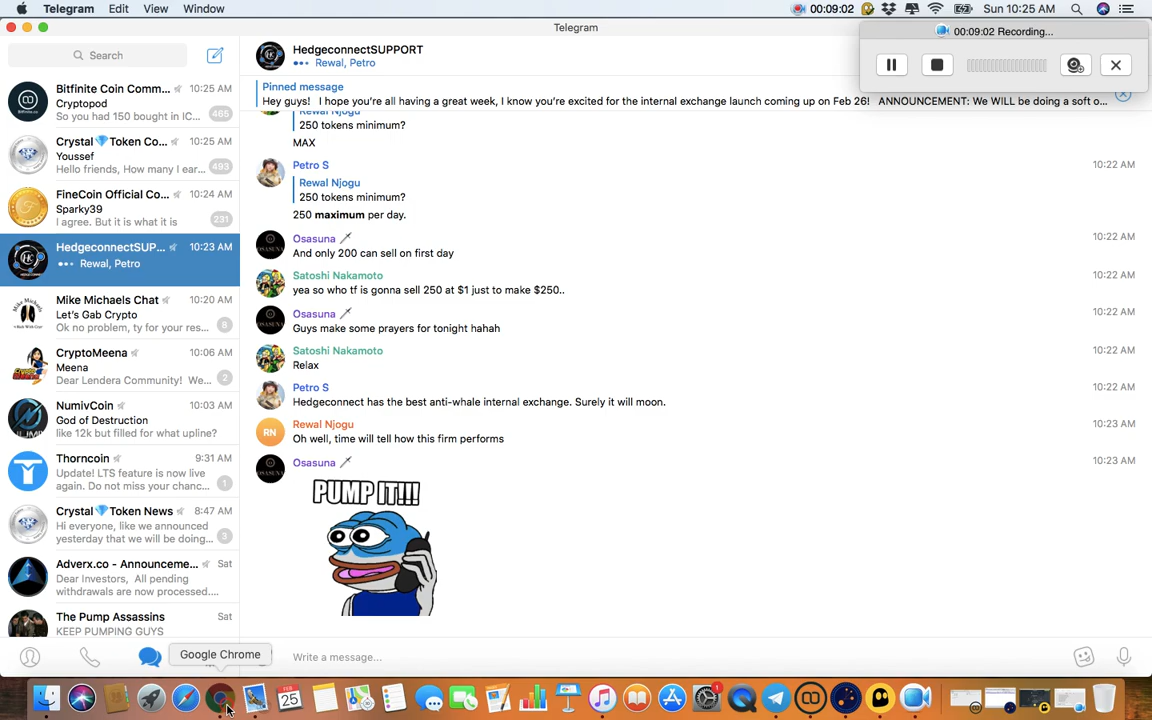 Telegram Edit View Window 00:09:02 Sun 10:25 AM
Telegram
00:09:02 Recording...
Search
HedgeconnectSUPPORT
Rewal, Petro
Pinned message
Hey guys! I hope you're all having a great week, I know you're excited for the internal exchange launch coming up on Feb 26! ANNOUNCEMENT: We WILL be doing a soft o...
Bitfinite Coin Comm... 10:25 AM
Cryptopod
So you had 150 bought in IC... 465
Crystal💎Token Co... 10:25 AM
Youssef
Hello friends, How many I ear... 493
FineCoin Official Co... 10:24 AM
Sparky39
I agree. But it is what it is 231
HedgeconnectSUP... 10:23 AM
Rewal, Petro
Mike Michaels Chat 10:20 AM
Let's Gab Crypto
Ok no problem, ty for your res... 8
CryptoMeena 10:06 AM
Meena
Dear Lendera Community! We... 2
NumivCoin 10:03 AM
God of Destruction
like 12k but filled for what upline?
Thorncoin 9:31 AM
Update! LTS feature is now live
again. Do not miss your chanc... 1
Crystal💎Token News 8:47 AM
Hi everyone, like we announced
yesterday that we will be doing... 3
Adverx.co - Announceme... Sat
Dear Investors, All pending
withdrawals are now processed....
The Pump Assassins Sat
KEEP PUMPING GUYS
Rewal Njogu
250 tokens minimum?
MAX
Petro S 10:22 AM
Rewal Njogu
250 tokens minimum?
250 maximum per day.
Osasuna 10:22 AM
And only 200 can sell on first day
Satoshi Nakamoto 10:22 AM
yea so who tf is gonna sell 250 at $1 just to make $250..
Osasuna 10:22 AM
Guys make some prayers for tonight hahah
Satoshi Nakamoto 10:22 AM
Relax
Petro S 10:22 AM
Hedgeconnect has the best anti-whale internal exchange. Surely it will moon.
RN
Rewal Njogu 10:23 AM
Oh well, time will tell how this firm performs
Osasuna 10:23 AM
PUMP IT!!!
Google Chrome
Write a message...
FEB
25
1